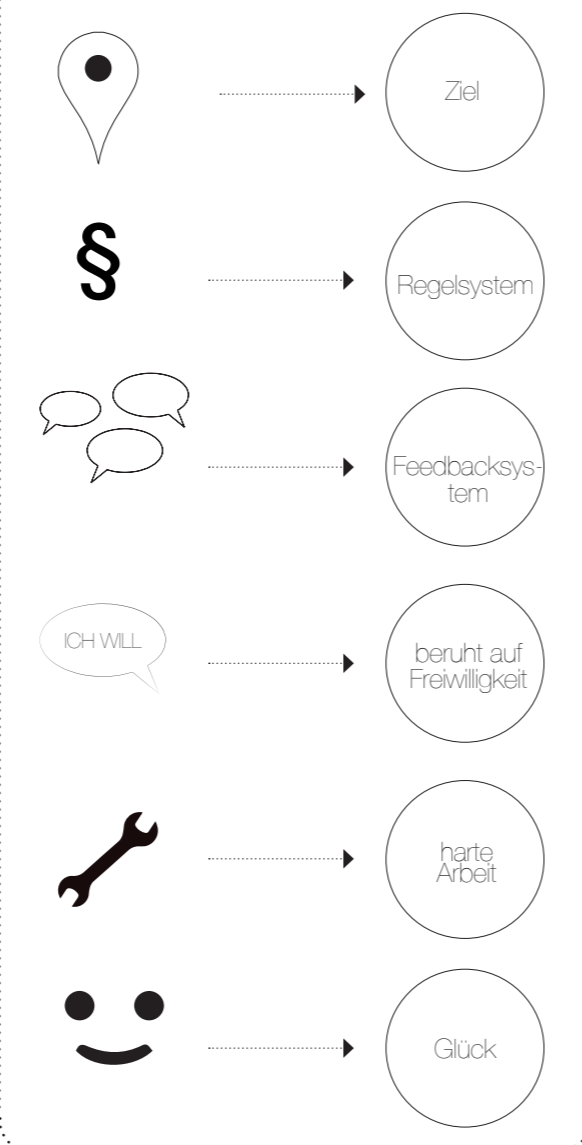 Ziel
§
Regelsystem
Feedbacksys-
tem
ICH WILL
beruht auf
Freiwilligkeit
harte
Arbeit
Glück